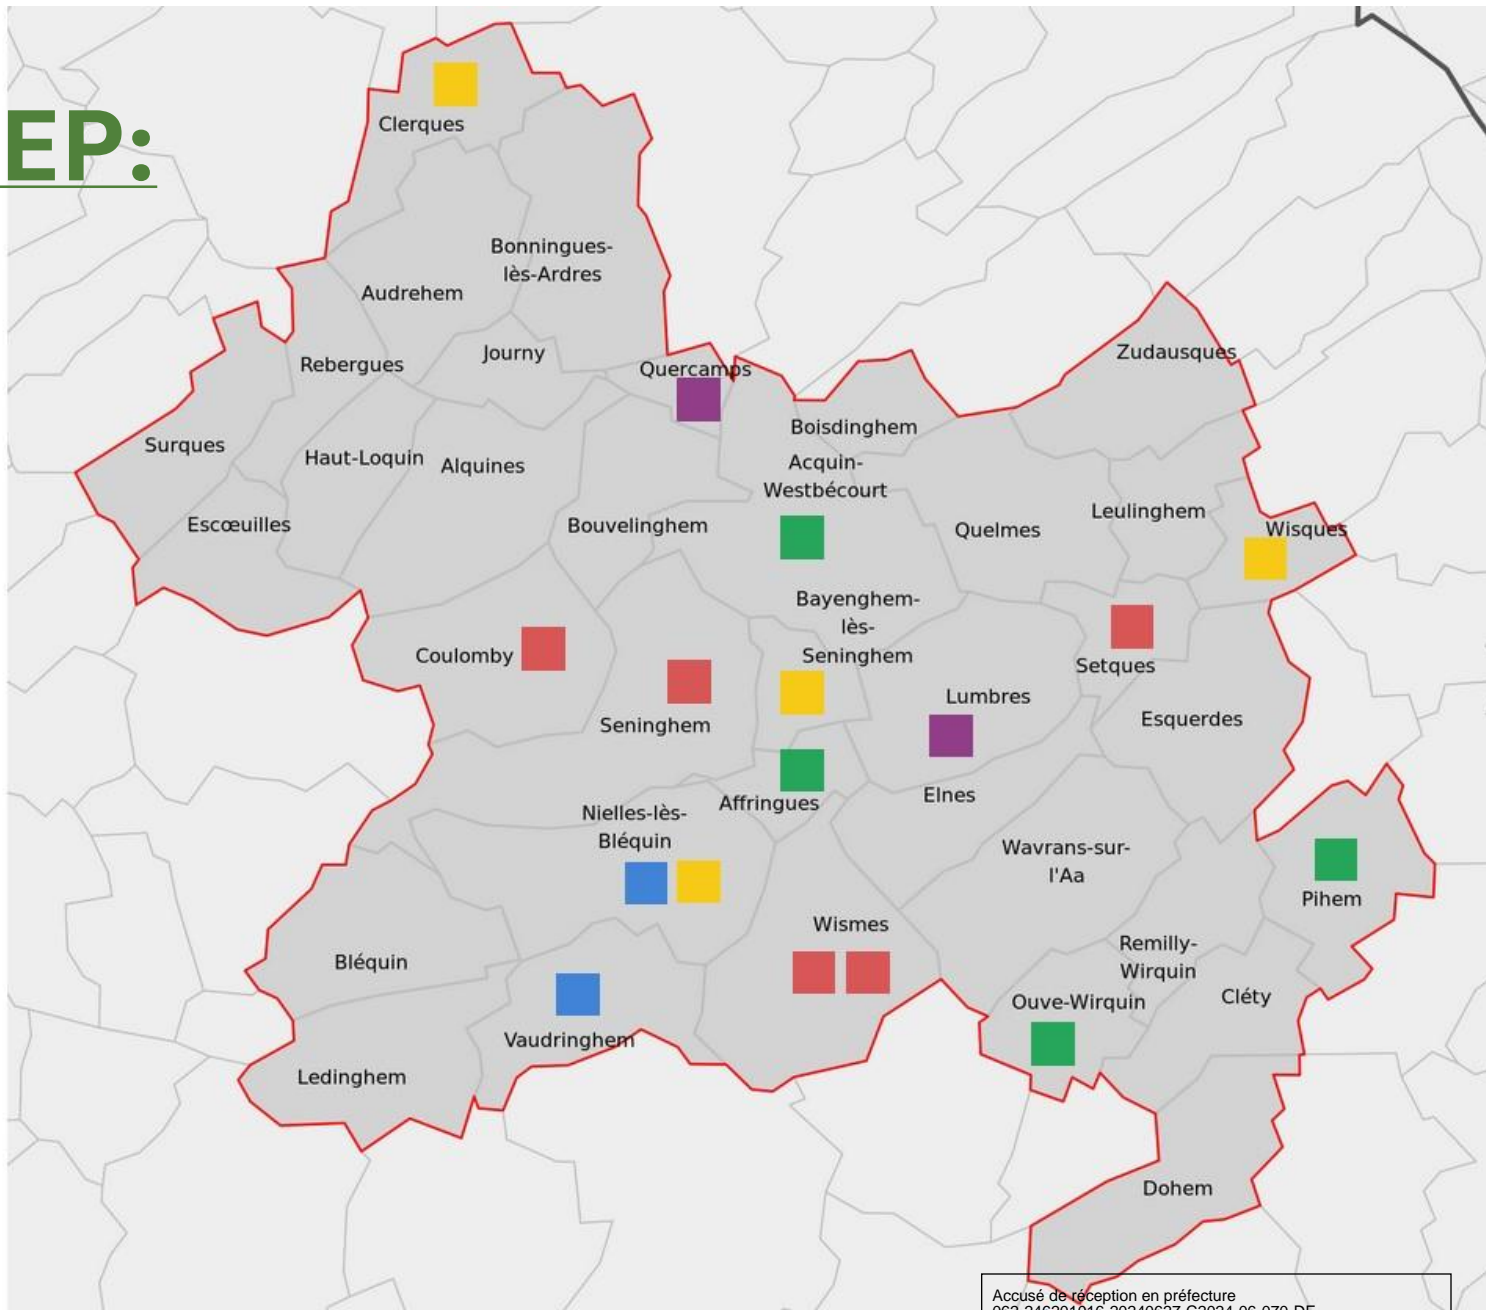 EP:
Clerques
Bonningues-
lès-Ardres
Audrehem
Journy
Rebergues
Quercamps
Zudausques
Boisdinghem
Surques
Haut-Loquin
Alquines
Acquin-
Westbécourt
Escœuilles
Bouvelinghem
Quelmes
Leulinghem
Wisques
Bayenghem-
lès-
Seninghem
Coulomby
Setques
Lumbres
Seninghem
Esquerdes
Elnes
Affringues
Nielles-lès-
Bléquin
Wavrans-sur-
l'Aa
Pihem
Wismes
Remilly-
Wirquin
Bléquin
Cléty
Ouve-Wirquin
Vaudringhem
Ledinghem
Dohem
Accusé de réception en préfecture